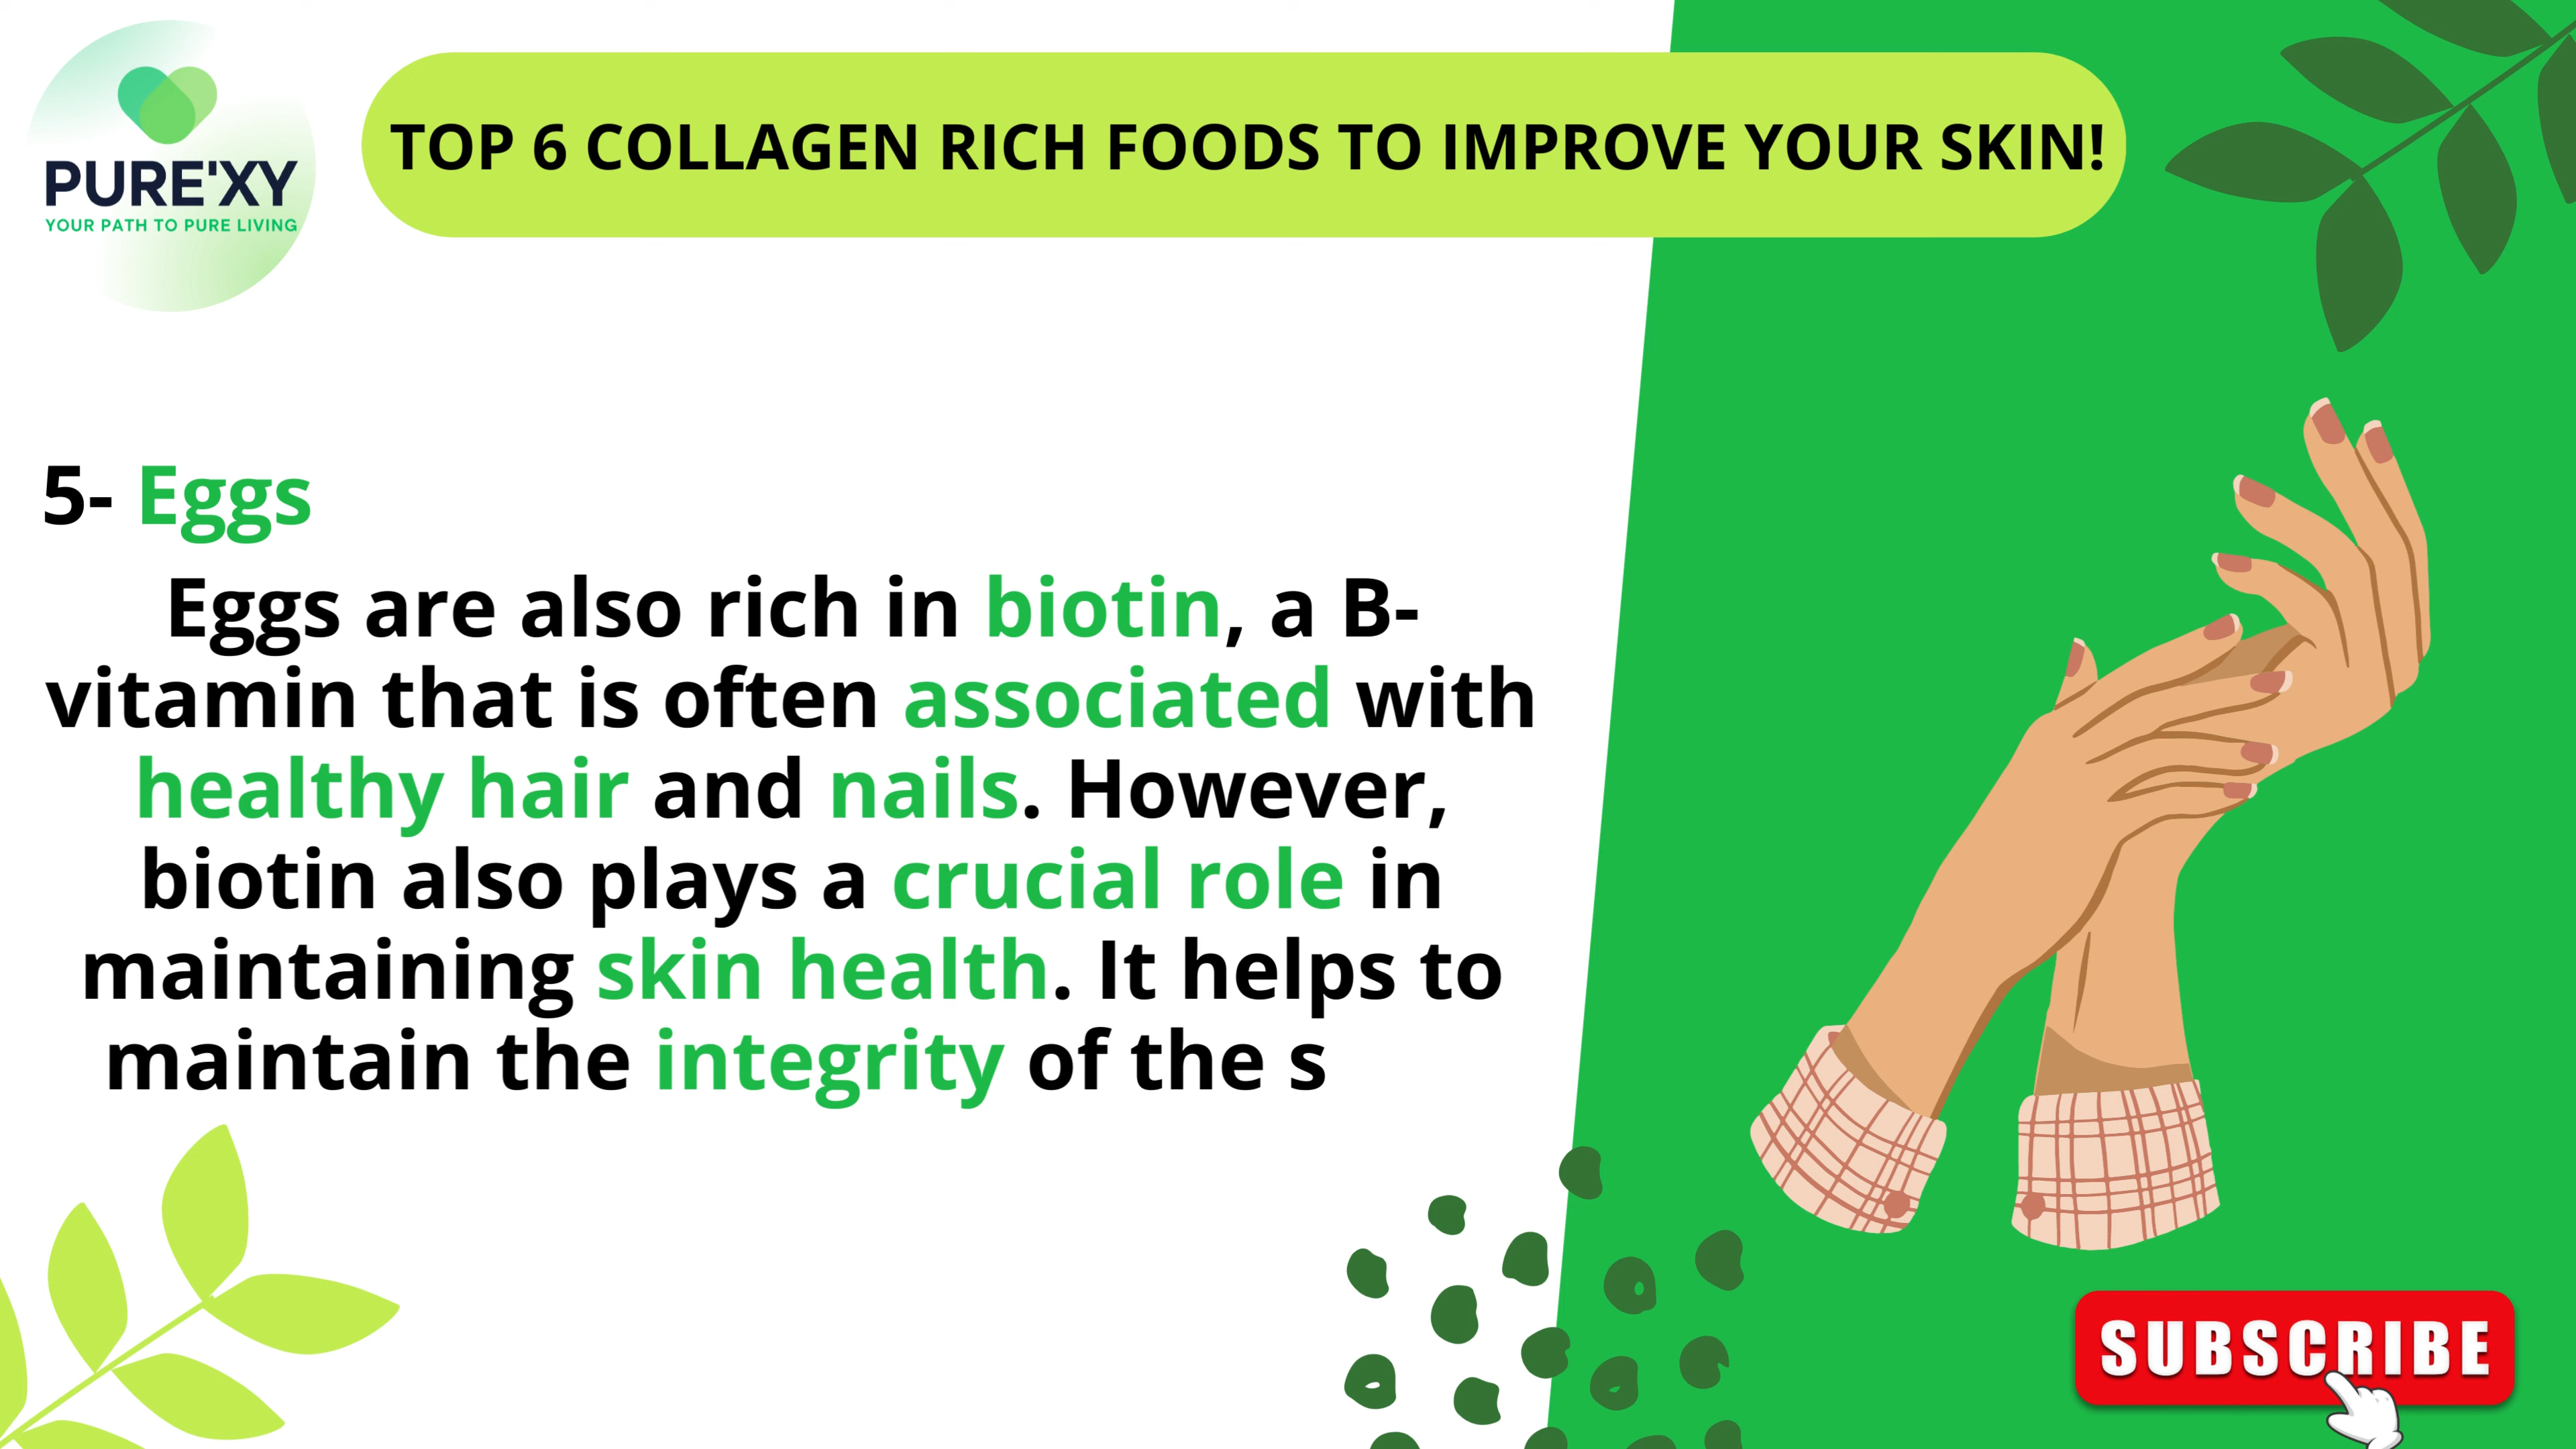 PURE'XY
YOUR PATH TO PURE LIVING
TOP 6 COLLAGEN RICH FOODS TO IMPROVE YOUR SKIN!
5- Eggs
Eggs are also rich in biotin, a B-
vitamin that is often associated with
healthy hair and nails. However,
biotin also plays a crucial role in
maintaining skin health. It helps to
maintain the integrity of the s
SUBSCRIBE